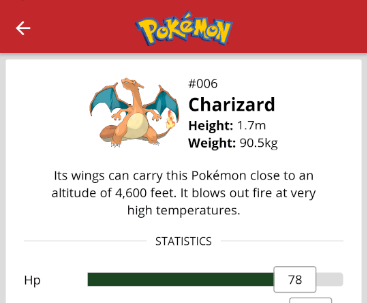 POKÉMON
#006
Charizard
Height: 1.7m
Weight: 90.5kg
Its wings can carry this Pokémon close to an
altitude of 4,600 feet. It blows out fire at very
high temperatures.
STATISTICS
Hp 78